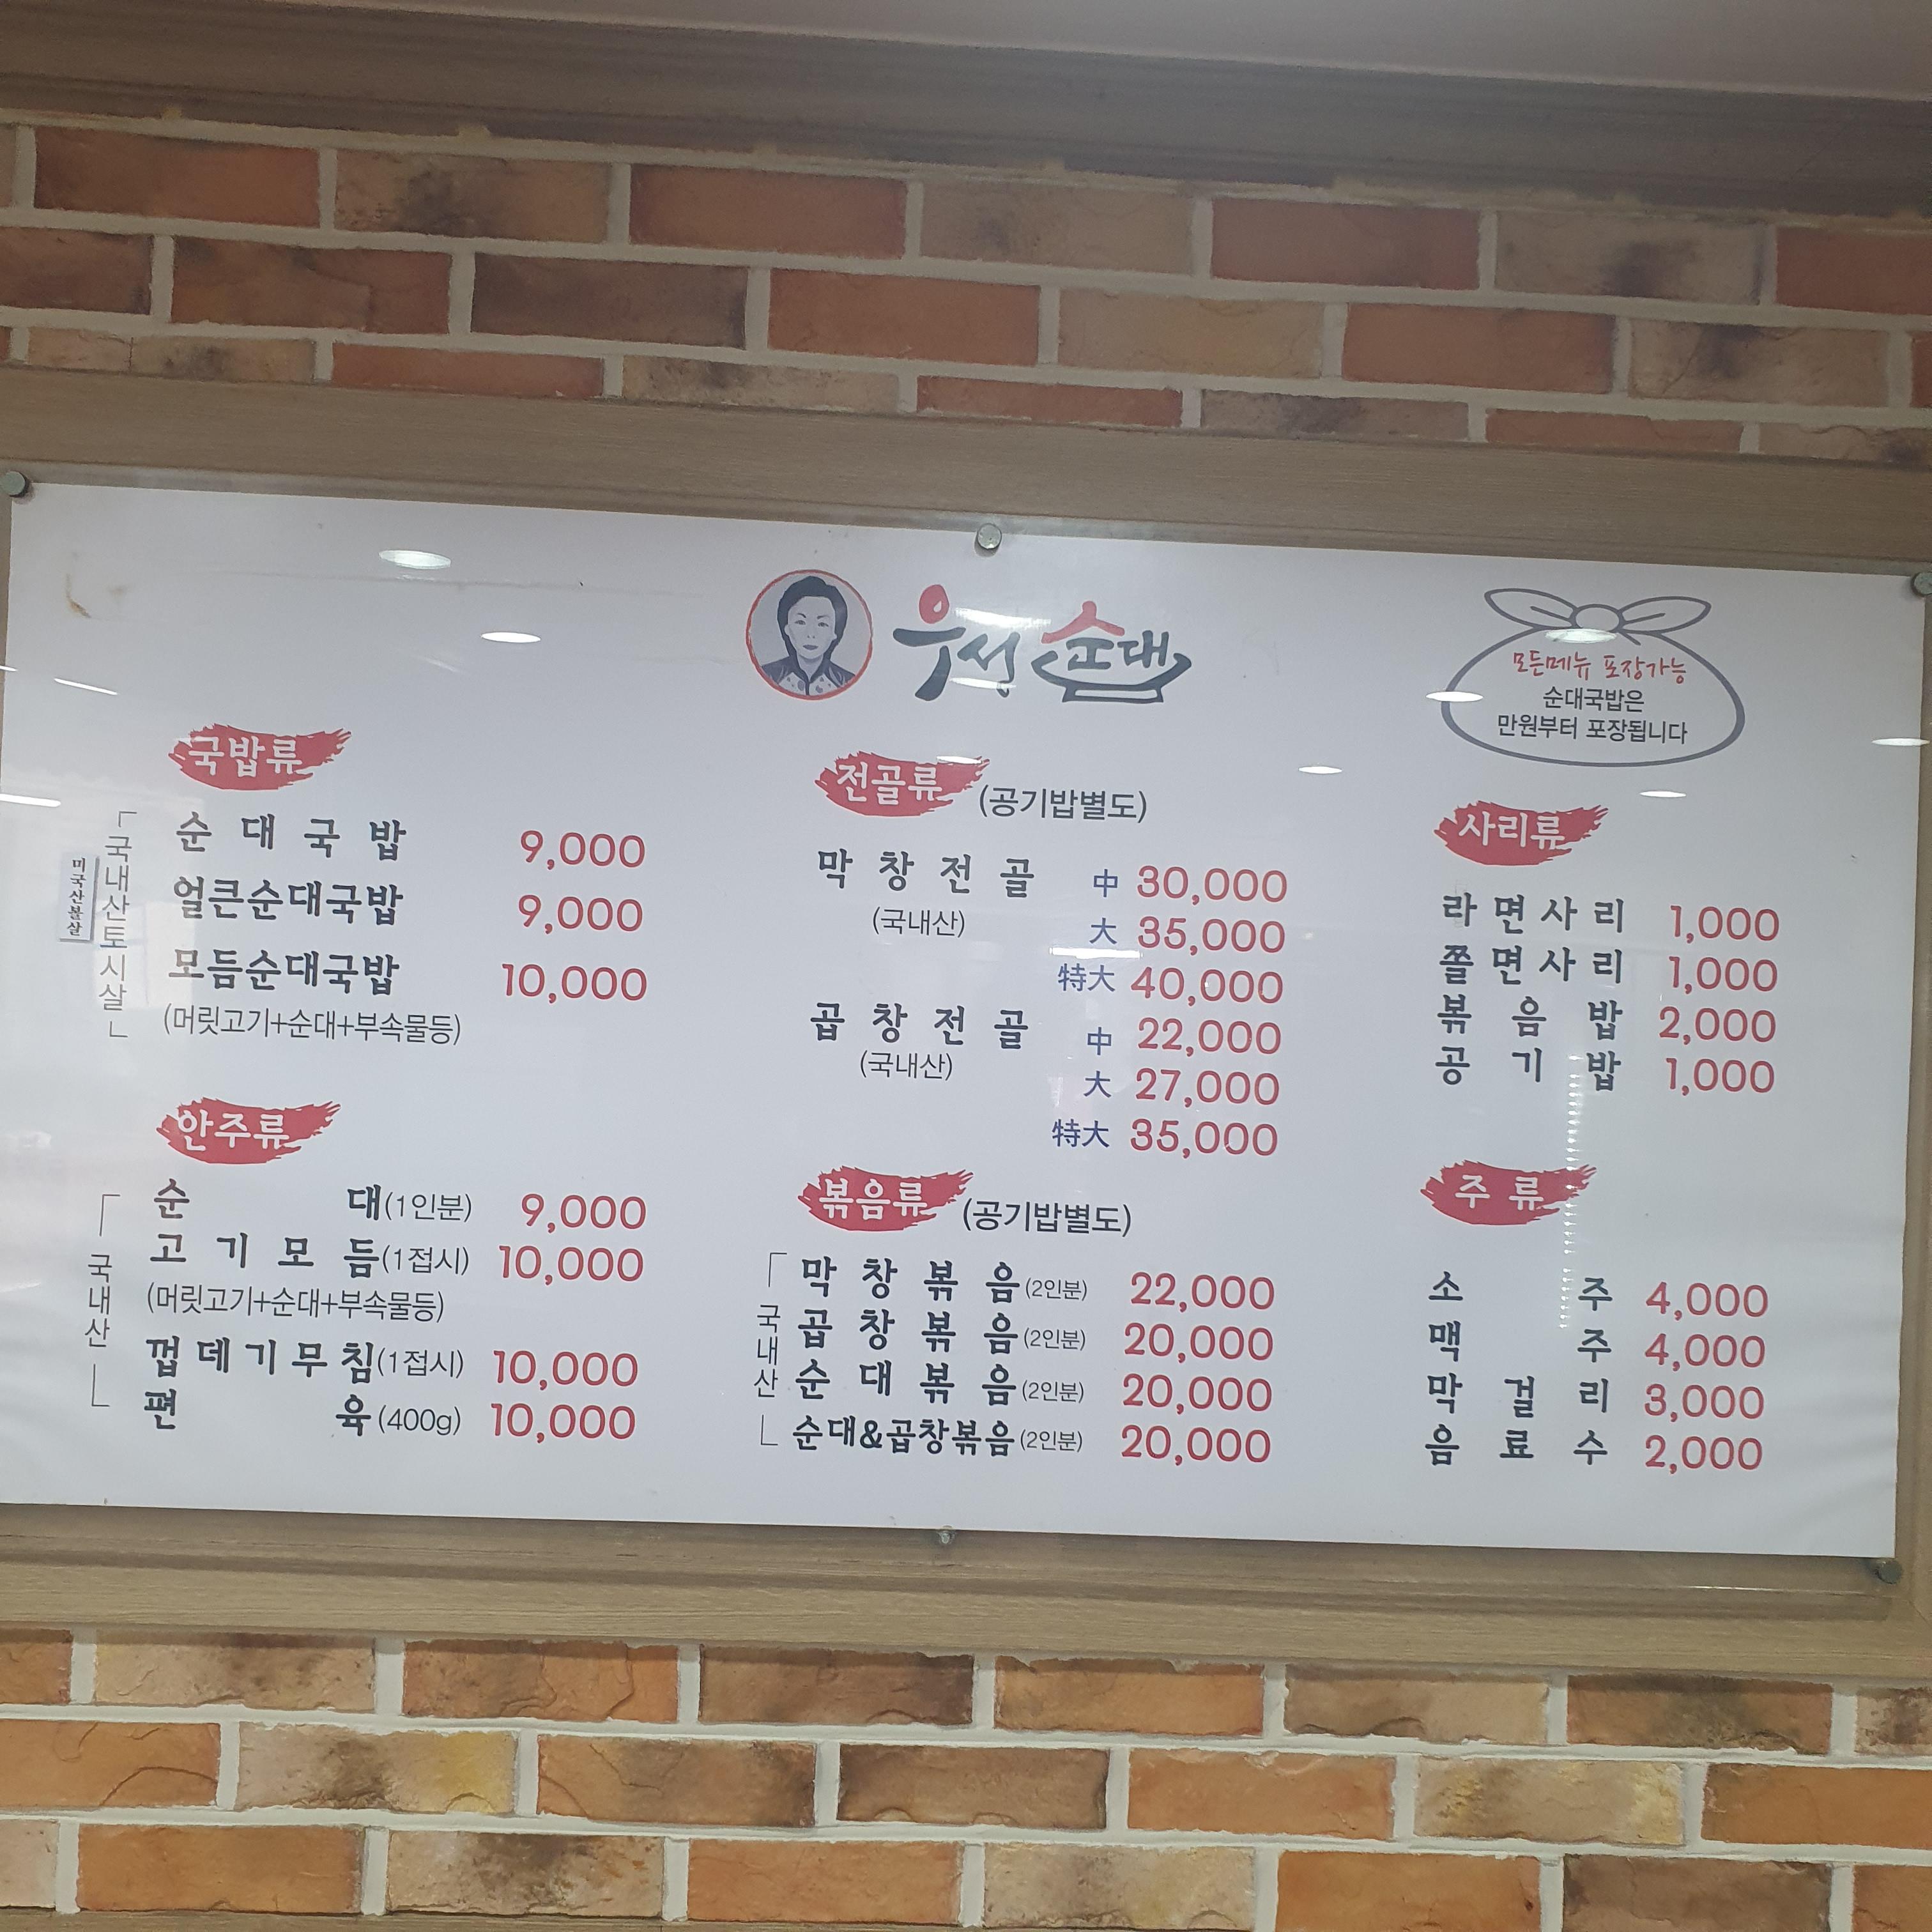 우서순대
모든메뉴 포장가능
순대국밥은
만원부터 포장됩니다
국밥류
국내산토시살
미국산볼살
순대국밥 9,000
얼큰순대국밥 9,000
모듬순대국밥 10,000
(머릿고기+순대+부속물등)
안주류
국내산
순대(1인분) 9,000
고기모듬(1접시) 10,000
(머릿고기+순대+부속물등)
껍데기무침(1접시) 10,000
편육(400g) 10,000
전골류 (공기밥별도)
막창전골 中 30,000
(국내산) 大 35,000
特大 40,000
곱창전골 中 22,000
(국내산) 大 27,000
特大 35,000
볶음류 (공기밥별도)
국내산
막창볶음(2인분) 22,000
곱창볶음(2인분) 20,000
순대볶음(2인분) 20,000
순대&곱창볶음(2인분) 20,000
사리류
라면사리 1,000
쫄면사리 1,000
볶음밥 2,000
공기밥 1,000
주류
소주 4,000
맥주 4,000
막걸리 3,000
음료수 2,000